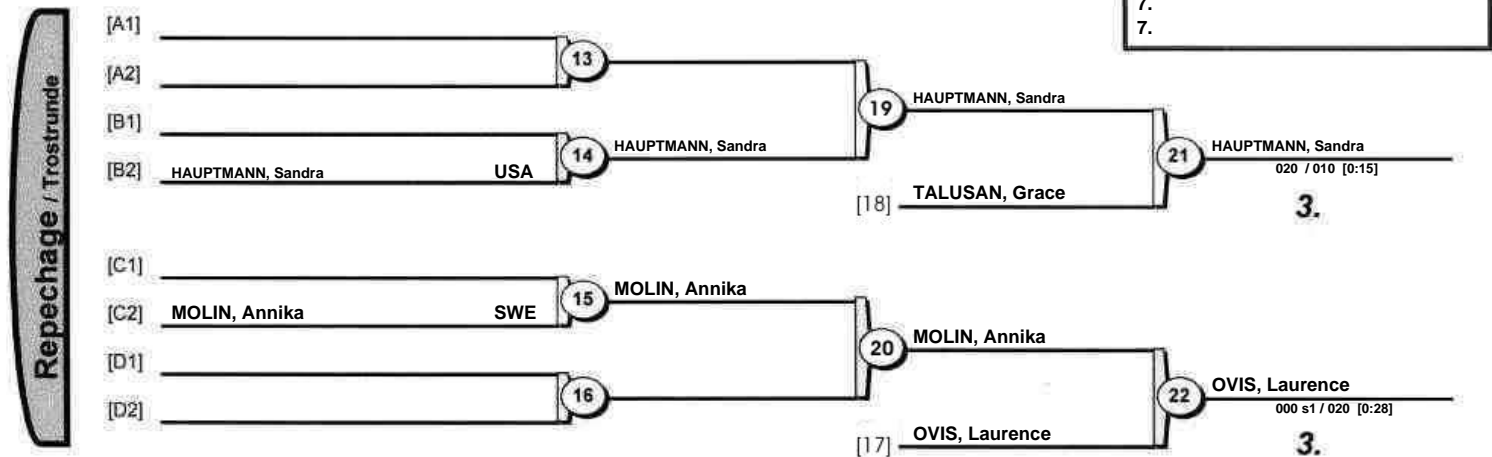 7.
7.
Repechage / Trostrunde
[A1]
[A2]
13
[B1]
[B2] HAUPTMANN, Sandra USA
14 HAUPTMANN, Sandra
19 HAUPTMANN, Sandra
[18] TALUSAN, Grace
21 HAUPTMANN, Sandra
020 / 010 [0:15]
3.
[C1]
[C2] MOLIN, Annika SWE
15 MOLIN, Annika
[D1]
[D2]
16
20 MOLIN, Annika
[17] OVIS, Laurence
22 OVIS, Laurence
000 s1 / 020 [0:28]
3.